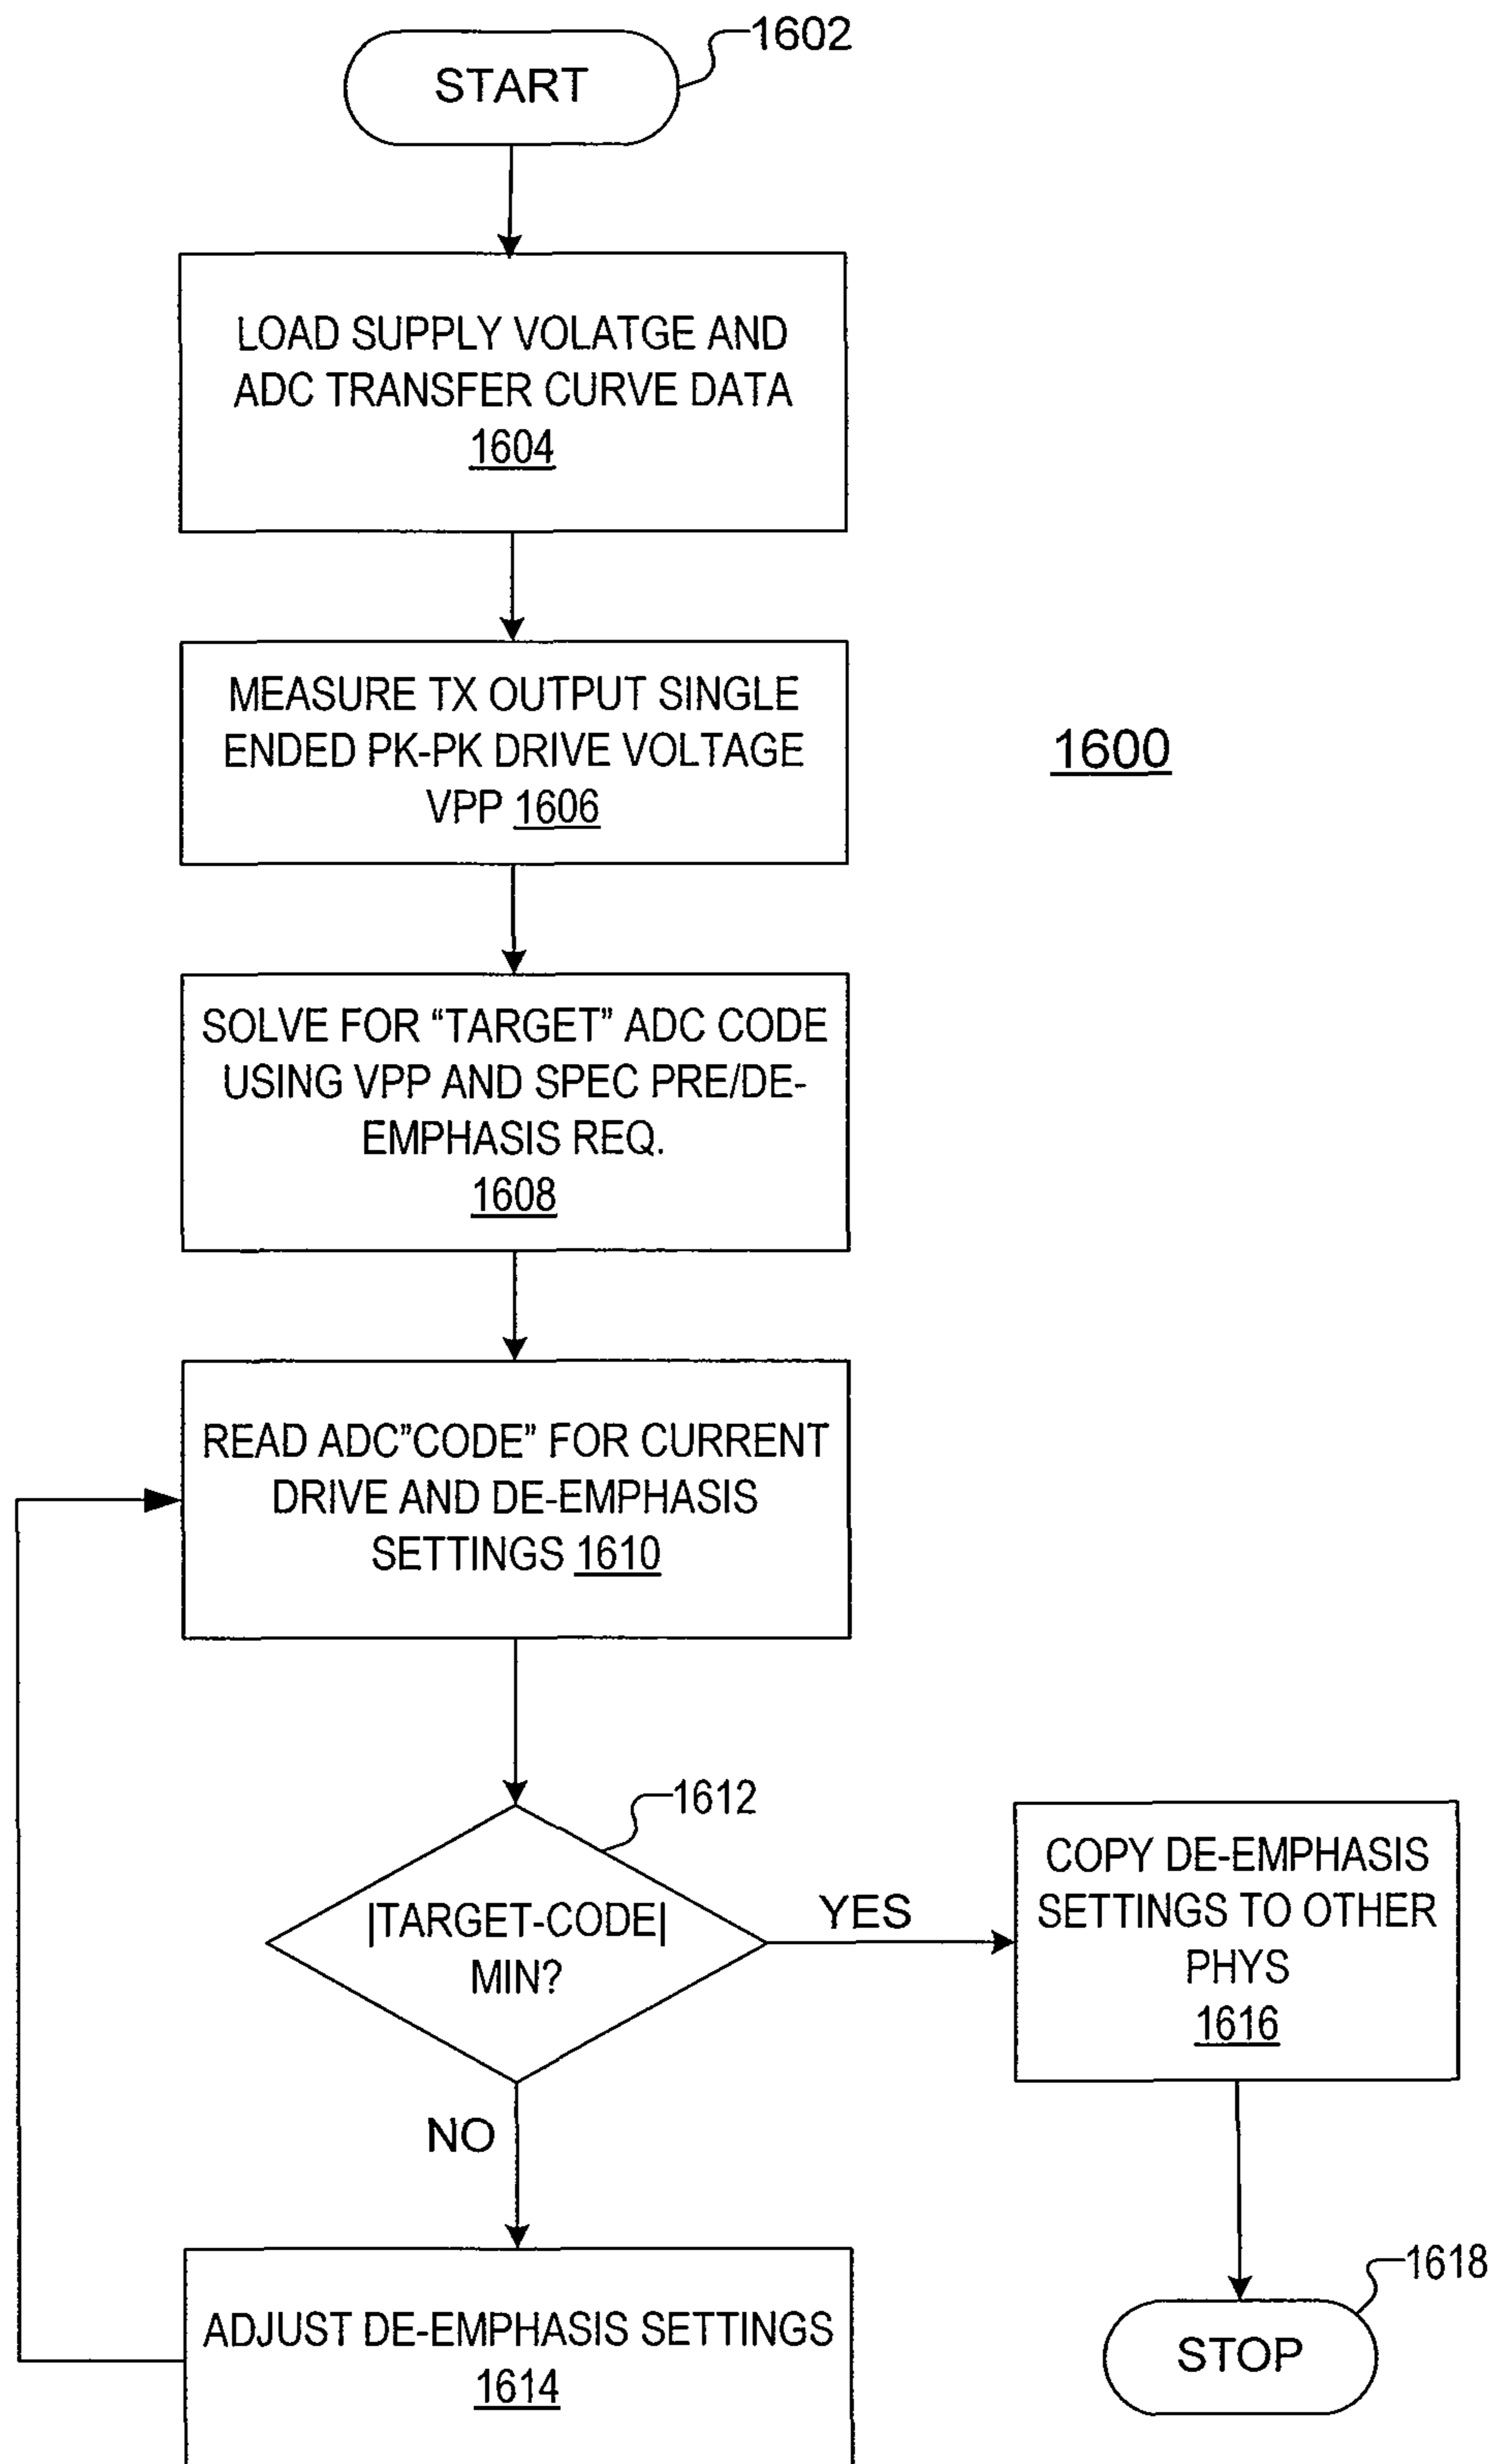 1602
START
LOAD SUPPLY VOLATGE AND
ADC TRANSFER CURVE DATA
1604
MEASURE TX OUTPUT SINGLE
ENDED PK-PK DRIVE VOLTAGE
VPP 1606
1600
SOLVE FOR “TARGET” ADC CODE
USING VPP AND SPEC PRE/DE-
EMPHASIS REQ.
1608
READ ADC”CODE” FOR CURRENT
DRIVE AND DE-EMPHASIS
SETTINGS 1610
1612
|TARGET-CODE|
MIN?
YES
COPY DE-EMPHASIS
SETTINGS TO OTHER
PHYS
1616
NO
ADJUST DE-EMPHASIS SETTINGS
1614
1618
STOP